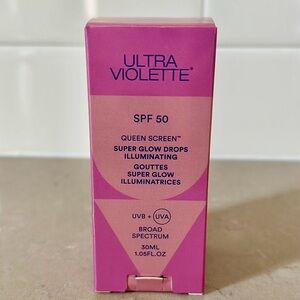 ULTRA
VIOLETTE®
SPF 50
QUEEN SCREEN™
SUPER GLOW DROPS
ILLUMINATING
GOUTTES
SUPER GLOW
ILLUMINATRICES
UVB + UVA
BROAD
SPECTRUM
30ML
1.05FL.OZ